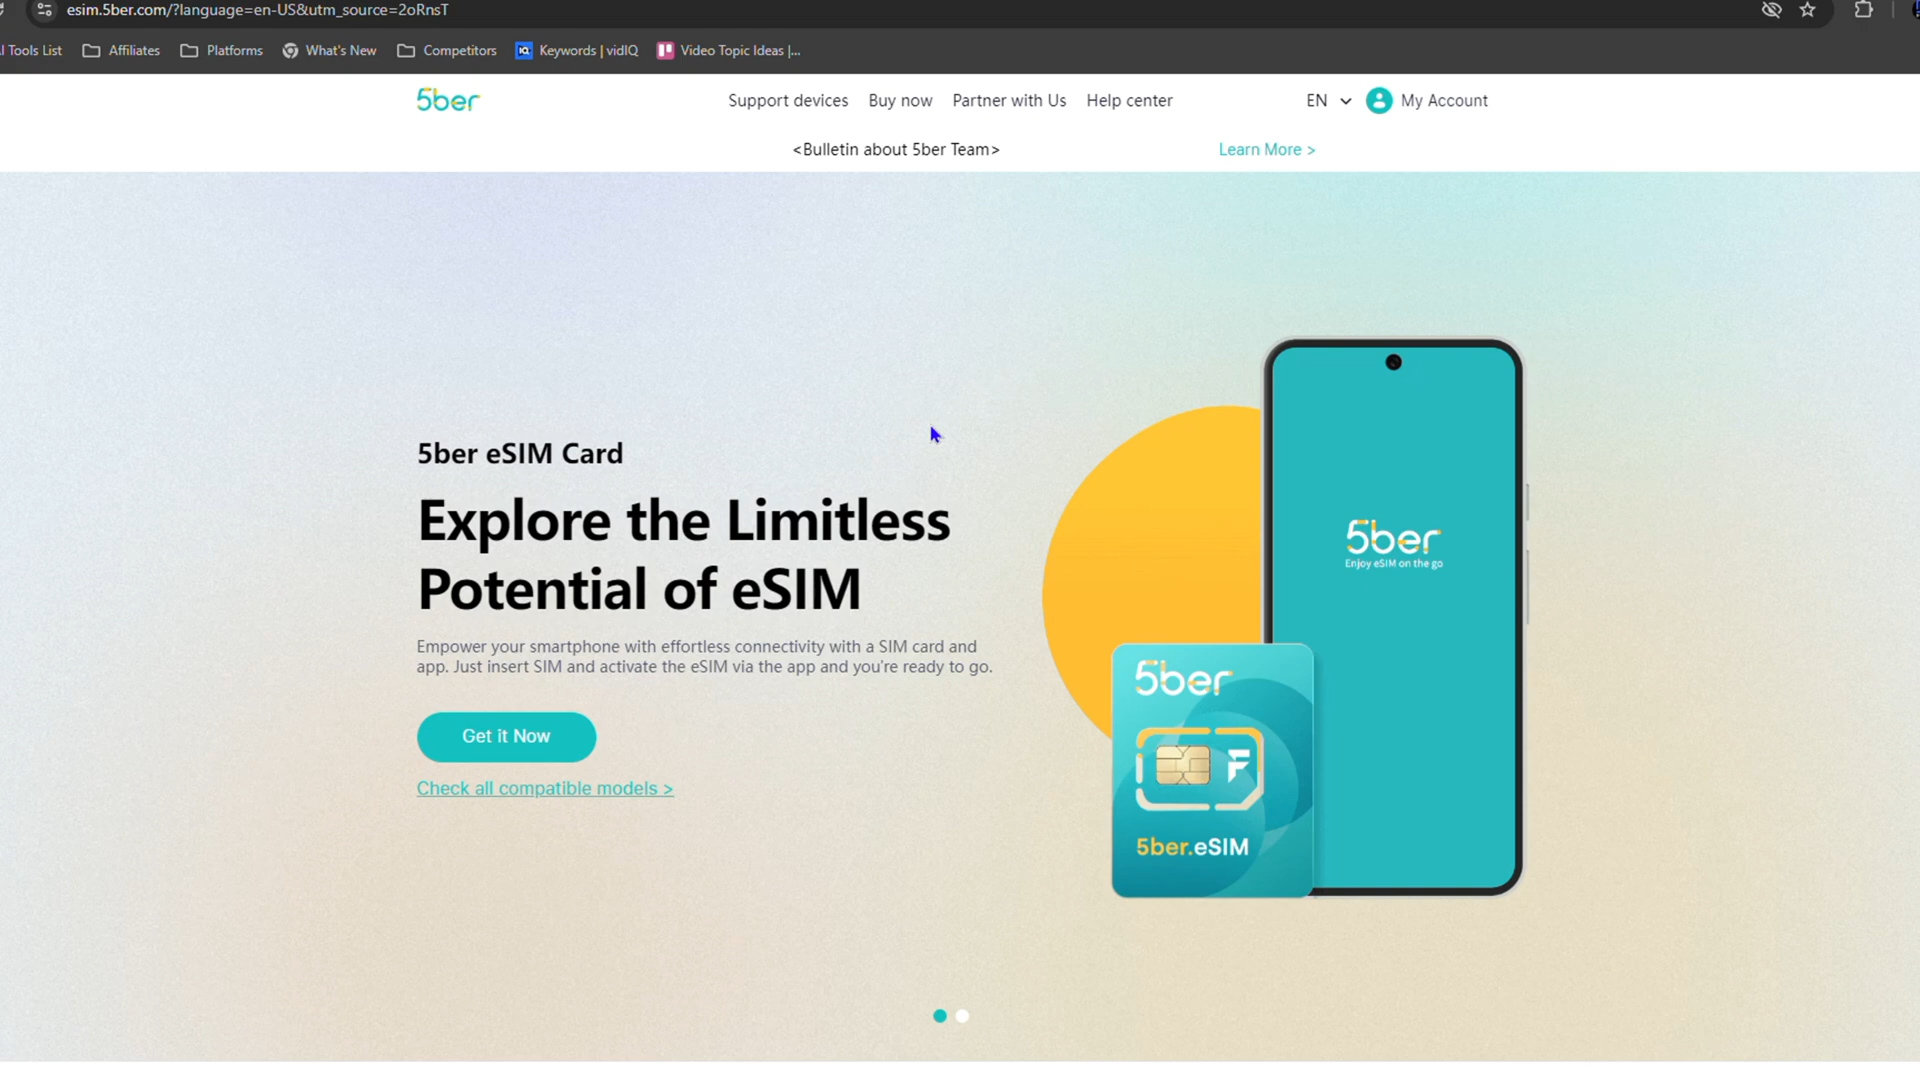 esim.5ber.com/?language=en-US&utm_source=2oRnsT
I Tools List Affiliates Platforms What's New Competitors Keywords | vidIQ Video Topic Ideas |...
5ber Support devices Buy now Partner with Us Help center EN My Account
<Bulletin about 5ber Team> Learn More >
5ber eSIM Card
Explore the Limitless
Potential of eSIM
Empower your smartphone with effortless connectivity with a SIM card and
app. Just insert SIM and activate the eSIM via the app and you're ready to go.
Get it Now
Check all compatible models >
5ber
Enjoy eSIM on the go
5ber
F
5ber.eSIM